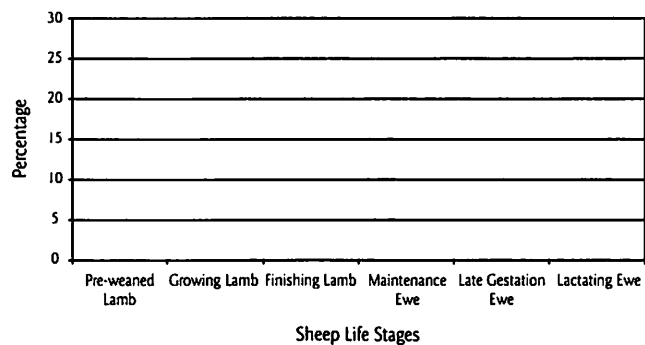 Percentage
30
25
20
15
10
5
0
Pre-weaned Lamb
Growing Lamb
Finishing Lamb
Maintenance Ewe
Late Gestation Ewe
Lactating Ewe
Sheep Life Stages